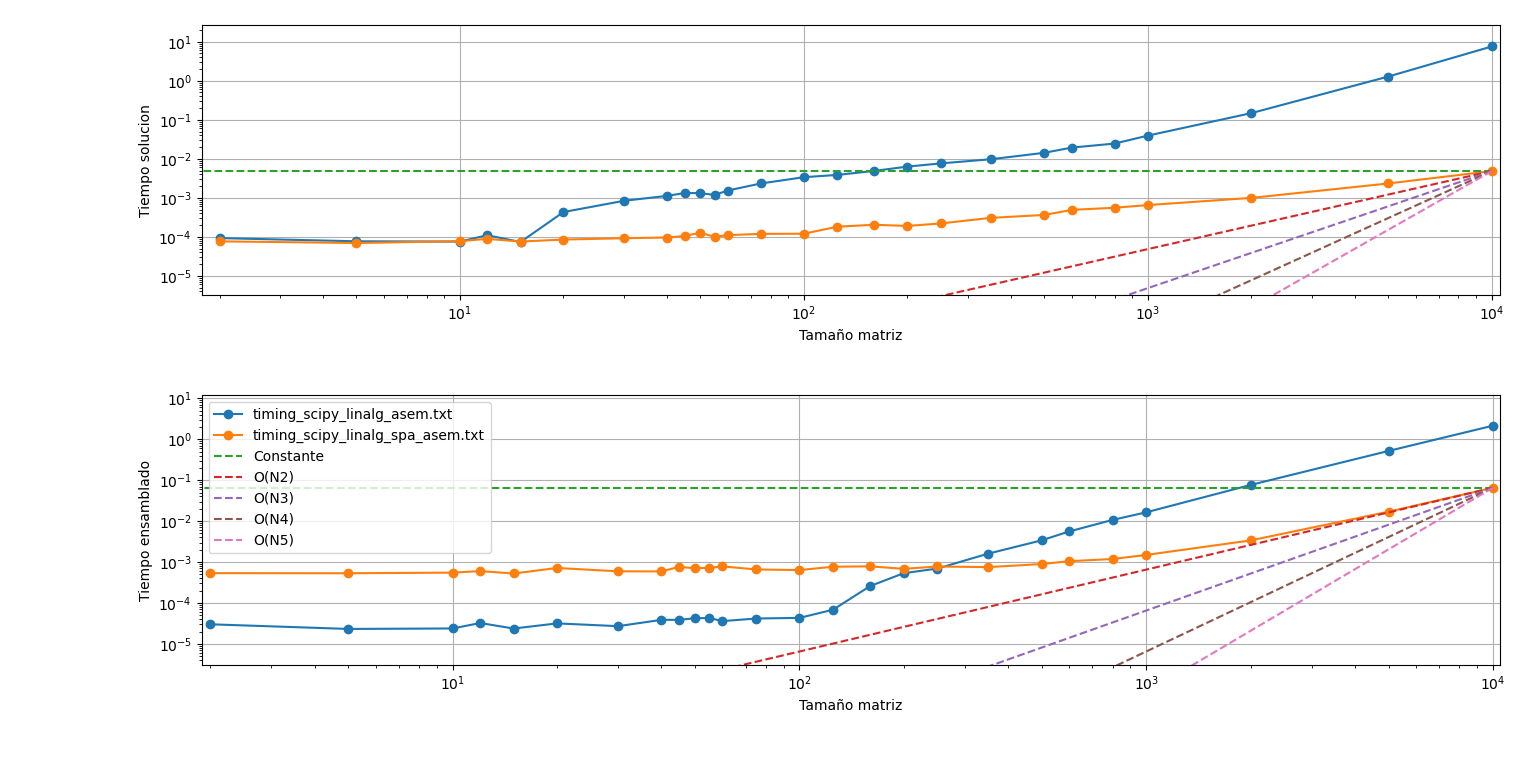 10¹
10⁰
10⁻¹
10⁻²
10⁻³
10⁻⁴
10⁻⁵
Tiempo solucion
10¹ 10² 10³ 10⁴
Tamaño matriz
10¹
10⁰
10⁻¹
10⁻²
10⁻³
10⁻⁴
10⁻⁵
Tiempo ensamblado
timing_scipy_linalg_asem.txt
timing_scipy_linalg_spa_asem.txt
Constante
O(N2)
O(N3)
O(N4)
O(N5)
10¹ 10² 10³ 10⁴
Tamaño matriz